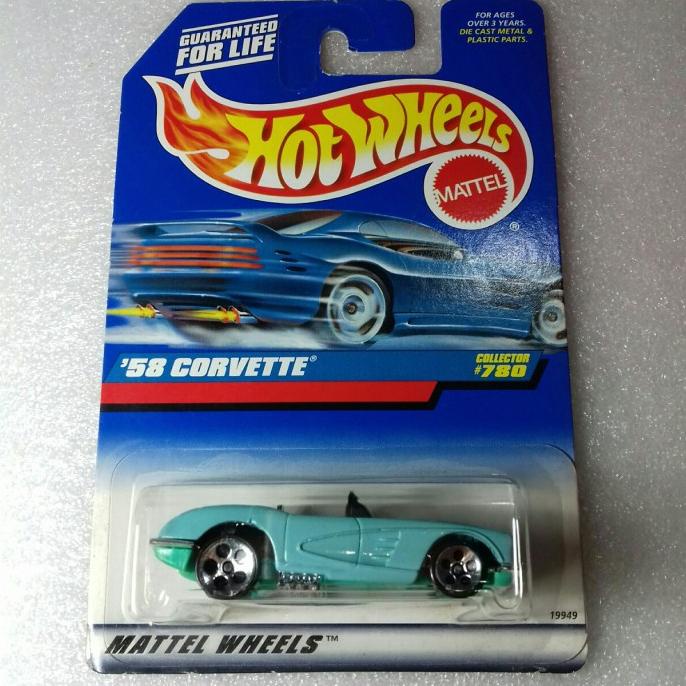 GUARANTEED
FOR LIFE
FOR AGES
OVER 3 YEARS.
DIE CAST METAL &
PLASTIC PARTS.
HOT WHEELS
MATTEL
®
'58 CORVETTE®
COLLECTOR
#780
19949
MATTEL WHEELS™